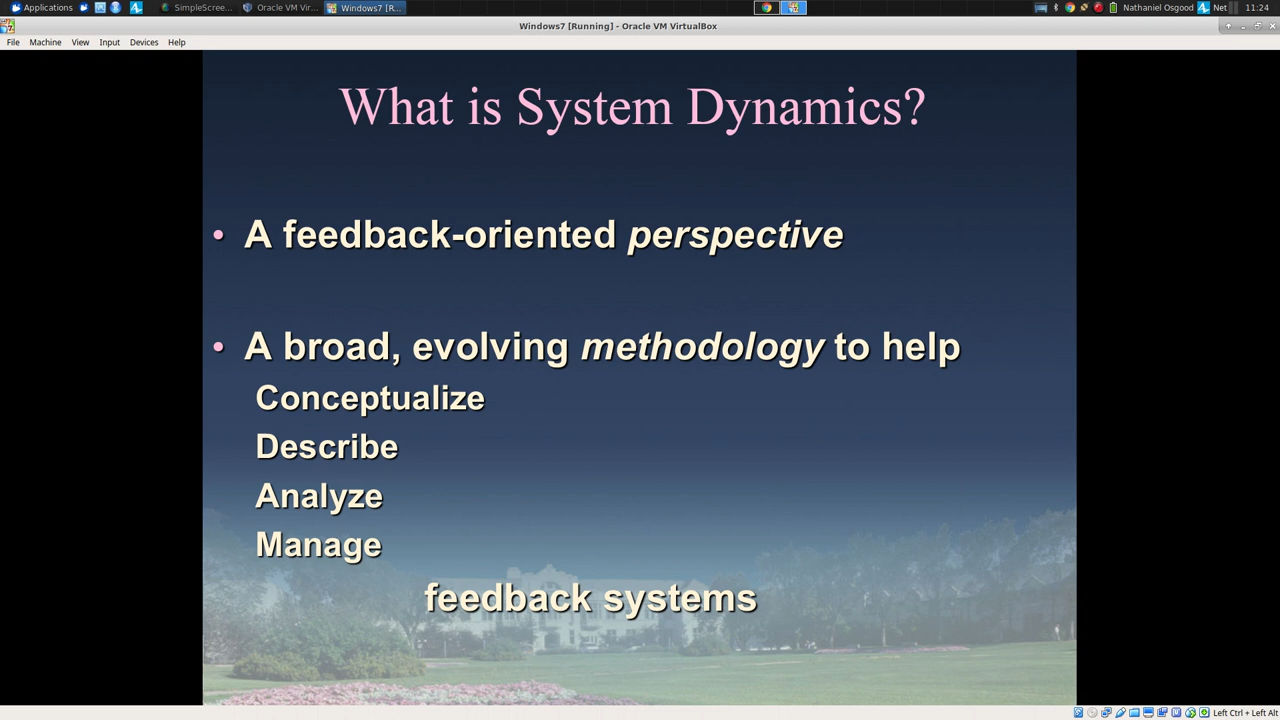 Applications
SimpleScree...
Oracle VM Vir...
Windows7 [R...
Nathaniel Osgood
Net
11:24
Windows7 [Running] - Oracle VM VirtualBox
File Machine View Input Devices Help
What is System Dynamics?
• A feedback-oriented perspective
• A broad, evolving methodology to help
Conceptualize
Describe
Analyze
Manage
feedback systems
Left Ctrl + Left Alt